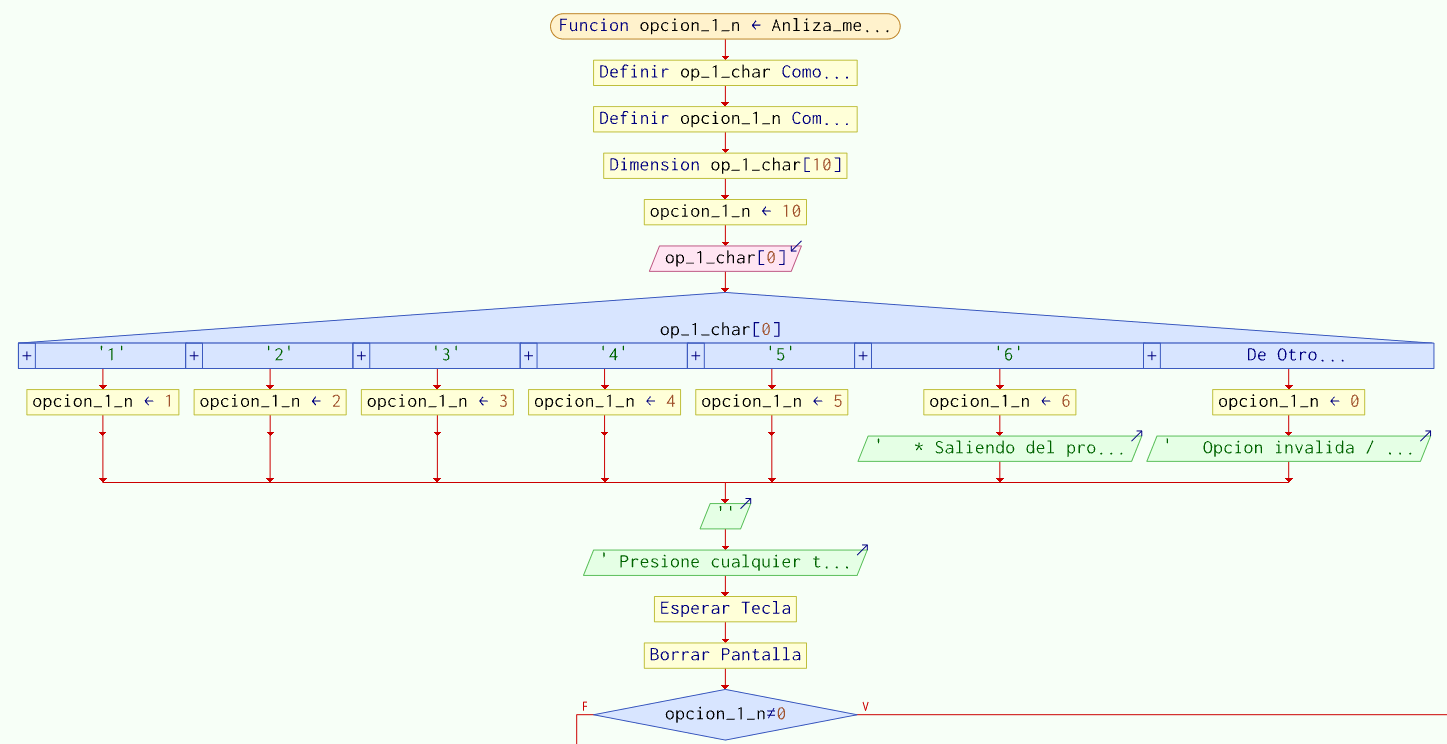 Funcion opcion_1_n ← Anliza_me...
Definir op_1_char Como...
Definir opcion_1_n Com...
Dimension op_1_char[10]
opcion_1_n ← 10
op_1_char[0]
op_1_char[0]
+ '1' + '2' + '3' + '4' + '5' + '6' + De Otro...
opcion_1_n ← 1 opcion_1_n ← 2 opcion_1_n ← 3 opcion_1_n ← 4 opcion_1_n ← 5 opcion_1_n ← 6 opcion_1_n ← 0
'   * Saliendo del pro... '   Opcion invalida / ...
''
' Presione cualquier t...
Esperar Tecla
Borrar Pantalla
F V
opcion_1_n≠0